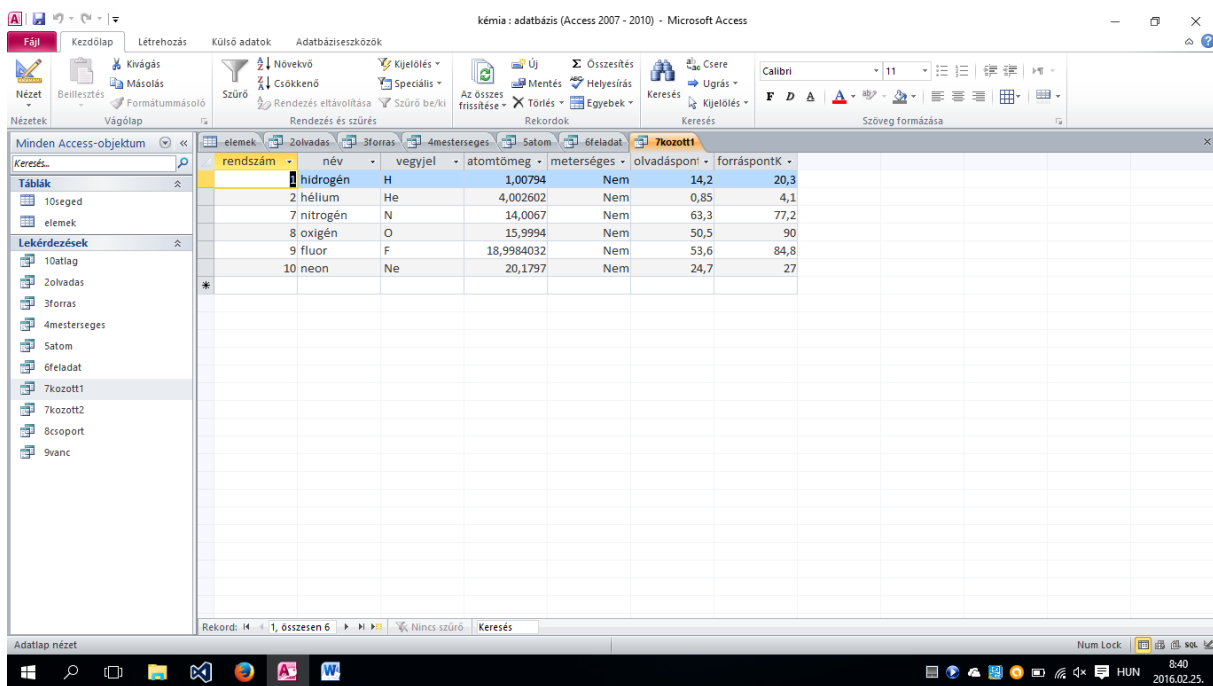 kémia : adatbázis (Access 2007 - 2010) - Microsoft Access
Fájl Kezdőlap Létrehozás Külső adatok Adatbáziseszközök
Nézet
Nézetek
Beillesztés
Kivágás
Másolás
Formátummásoló
Vágólap
Szűrő
Növekvő
Csökkenő
Rendezés eltávolítása
Kijelölés
Speciális
Szűrő be/ki
Rendezés és szűrés
Az összes
frissítése
Új
Mentés
Törlés
Összesítés
Helyesírás
Egyebek
Rekordok
Keresés
Csere
Ugrás
Kijelölés
Keresés
Calibri 11
F D A
Szöveg formázása
Minden Access-objektum
Keresés...
Táblák
10seged
elemek
Lekérdezések
10atlag
2olvadas
3forras
4mesterseges
5atom
6feladat
7kozott1
7kozott2
8csoport
9vanc
elemek 2olvadas 3forras 4mesterseges 5atom 6feladat 7kozott1
rendszám név vegyjel atomtömeg meterséges olvadáspont forráspontK
1 hidrogén H 1,00794 Nem 14,2 20,3
2 hélium He 4,002602 Nem 0,85 4,1
7 nitrogén N 14,0067 Nem 63,3 77,2
8 oxigén O 15,9994 Nem 50,5 90
9 fluor F 18,9984032 Nem 53,6 84,8
10 neon Ne 20,1797 Nem 24,7 27
Rekord: 1, összesen 6 Nincs szűrő Keresés
Adatlap nézet Num Lock SQL
HUN
8:40
2016.02.25.